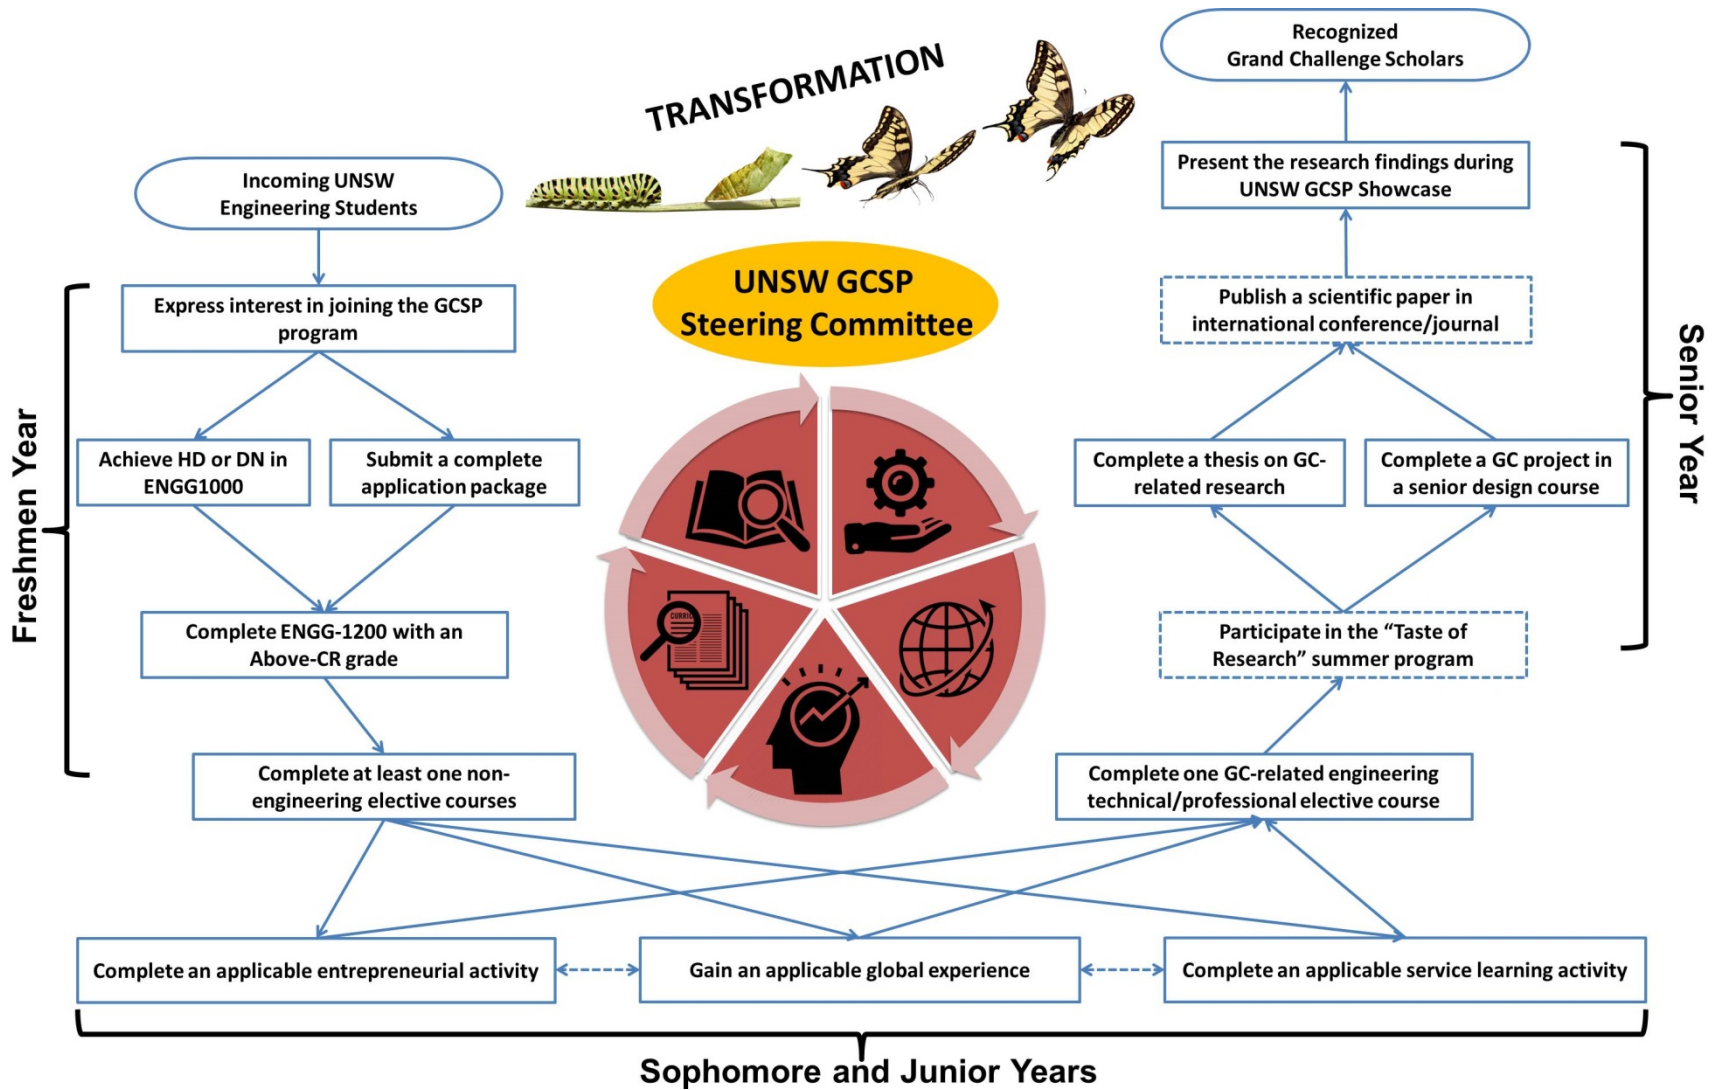 TRANSFORMATION
Incoming UNSW
Engineering Students
Express interest in joining the GCSP
program
Achieve HD or DN in
ENGG1000
Submit a complete
application package
Complete ENGG-1200 with an
Above-CR grade
Complete at least one non-
engineering elective courses
Freshmen Year
UNSW GCSP
Steering Committee
CURRIC
Complete an applicable entrepreneurial activity
Gain an applicable global experience
Complete an applicable service learning activity
Sophomore and Junior Years
Recognized
Grand Challenge Scholars
Present the research findings during
UNSW GCSP Showcase
Publish a scientific paper in
international conference/journal
Complete a thesis on GC-
related research
Complete a GC project in
a senior design course
Participate in the “Taste of
Research” summer program
Complete one GC-related engineering
technical/professional elective course
Senior Year